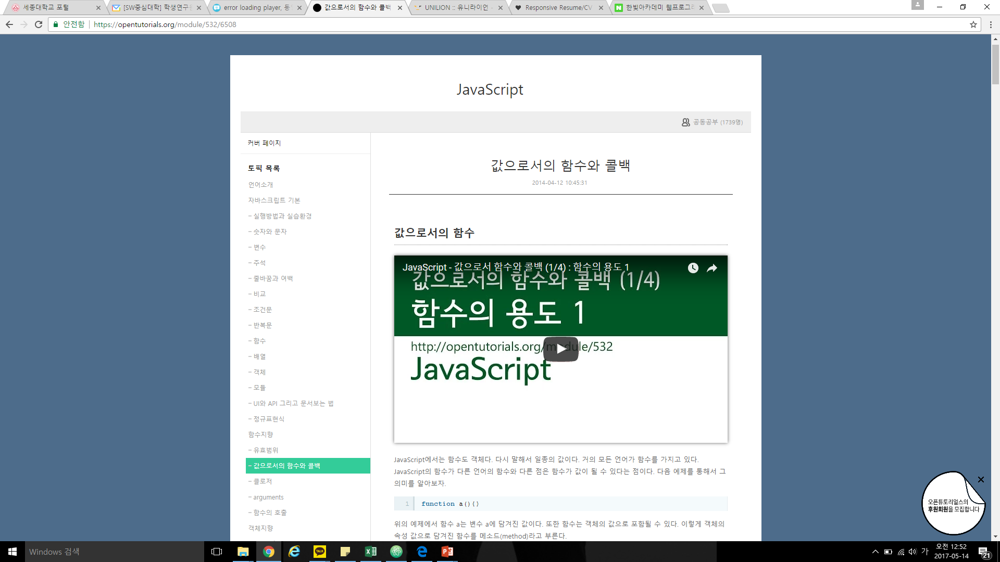 세종대학교 포털
[SW중심대학] 학생연구원
error loading player, 동
값으로서의 함수와 콜백
UNILION :: 유니라이언 -
Responsive Resume/CV
한빛아카데미 웹프로그래
안전함
https://opentutorials.org/module/532/6508
JavaScript
공동공부 (1739명)
커버 페이지
토픽 목록
언어소개
자바스크립트 기본
- 실행방법과 실습환경
- 숫자와 문자
- 변수
- 주석
- 줄바꿈과 여백
- 비교
- 조건문
- 반복문
- 함수
- 배열
- 객체
- 모듈
- UI와 API 그리고 문서보는 법
- 정규표현식
함수지향
- 유효범위
- 값으로서의 함수와 콜백
- 클로저
- arguments
- 함수의 호출
객체지향
값으로서의 함수와 콜백
2014-04-12 10:45:31
값으로서의 함수
JavaScript - 값으로서 함수와 콜백 (1/4) : 함수의 용도 1
값으로서의 함수와 콜백 (1/4)
함수의 용도 1
http://opentutorials.org/module/532
JavaScript
JavaScript에서는 함수도 객체다. 다시 말해서 일종의 값이다. 거의 모든 언어가 함수를 가지고 있다.
JavaScript의 함수가 다른 언어의 함수와 다른 점은 함수가 값이 될 수 있다는 점이다. 다음 예제를 통해서 그
의미를 알아보자.
1 function a(){}
위의 예제에서 함수 a는 변수 a에 담겨진 값이다. 또한 함수는 객체의 값으로 포함될 수 있다. 이렇게 객체의
속성 값으로 담겨진 함수를 메소드(method)라고 부른다.
오픈튜토리얼스의
후원회원을 모집합니다
Windows 검색
TALK
가
오전 12:52
2017-05-14
21